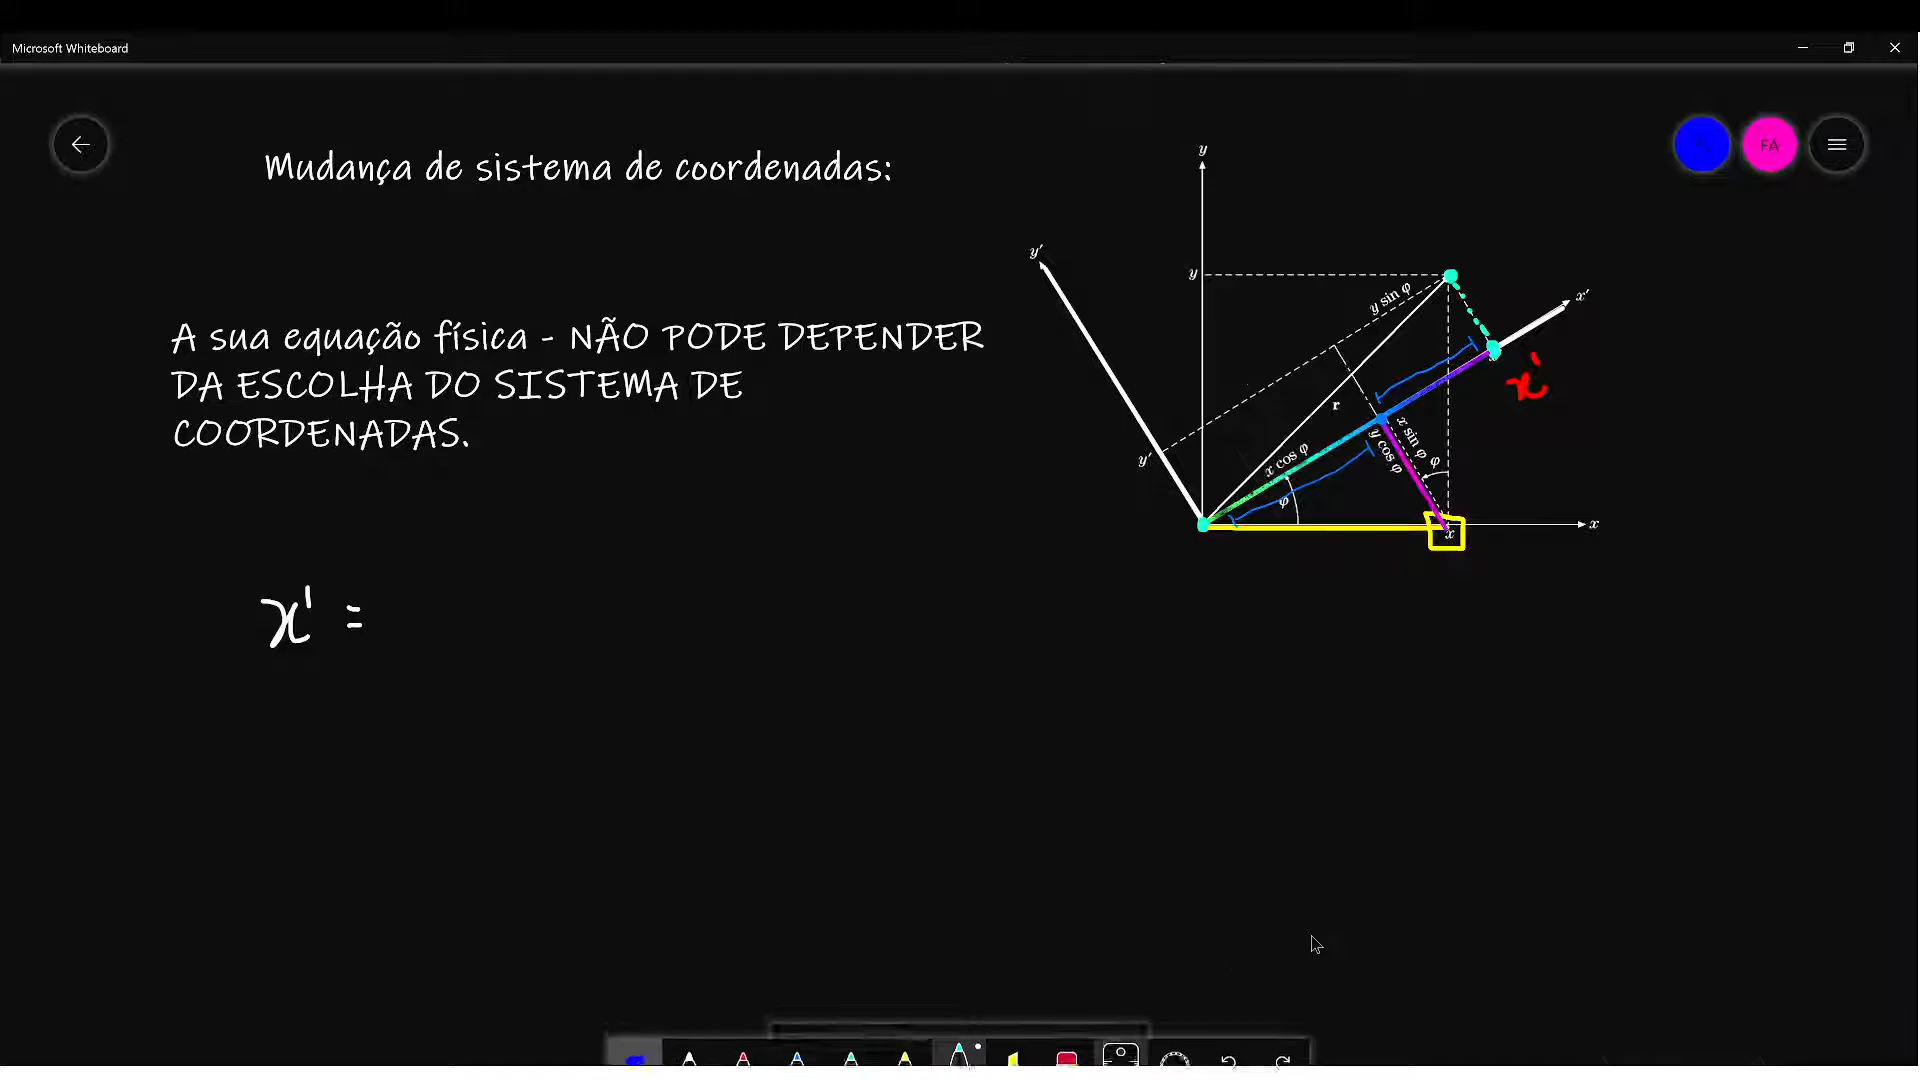 Microsoft Whiteboard
FA
Mudança de sistema de coordenadas:
A sua equação física - NÃO PODE DEPENDER
DA ESCOLHA DO SISTEMA DE
COORDENADAS.
x' =
y
y'
y
y sin φ
x'
x'
r
x sin φ
y cos φ
φ
x cos φ
y'
φ
x
x